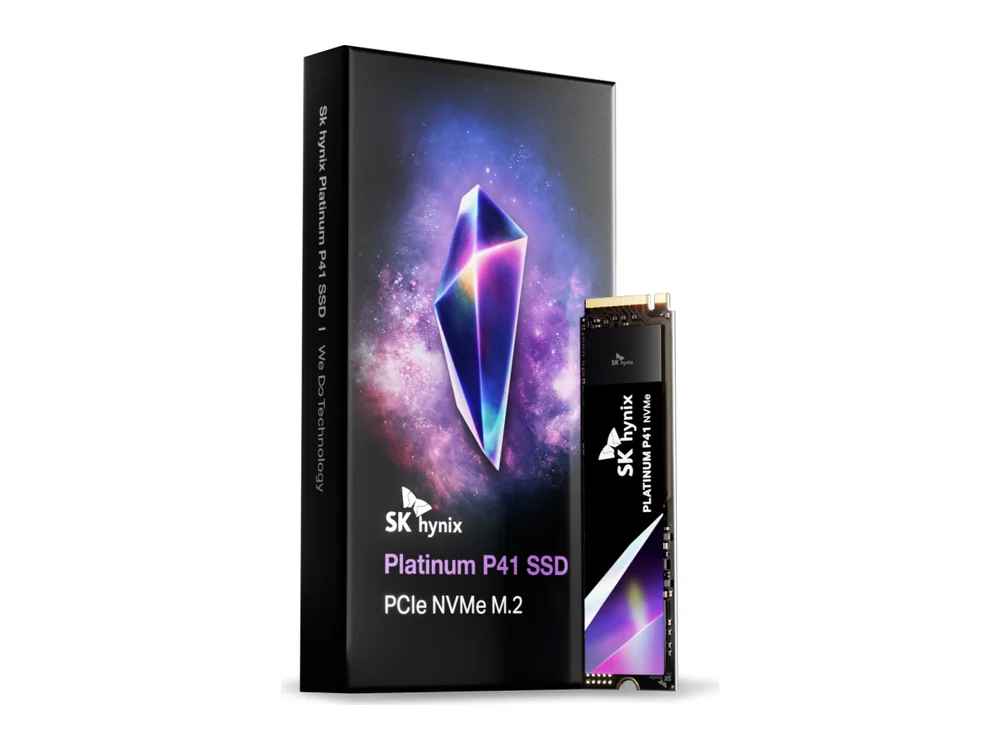 Sk hynix Platinum P41 SSD | We Do Technology
SK hynix
Platinum P41 SSD
PCIe NVMe M.2
SK hynix
SK hynix
PLATINUM P41 NVMe